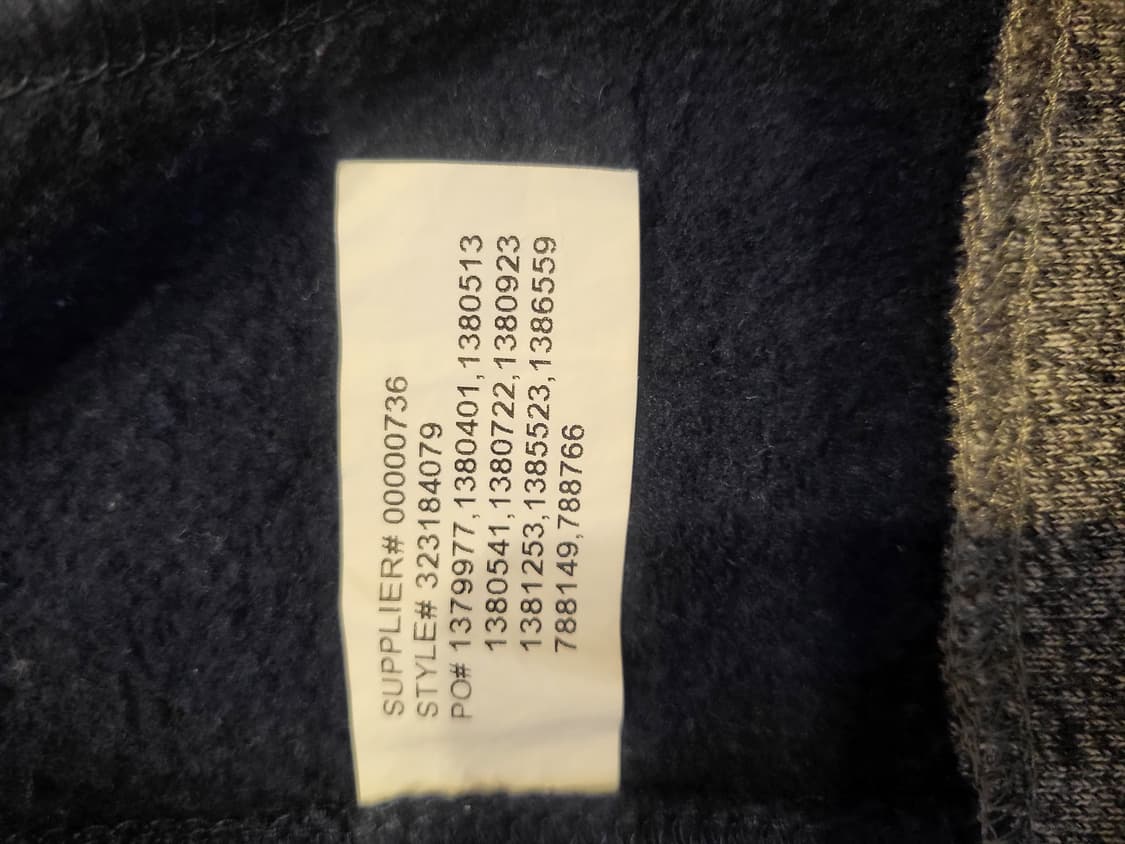 SUPPLIER# 00000736
STYLE# 323184079
PO# 1379977,1380401,1380513
1380541,1380722,1380923
1381253,1385523,1386559
788149,788766